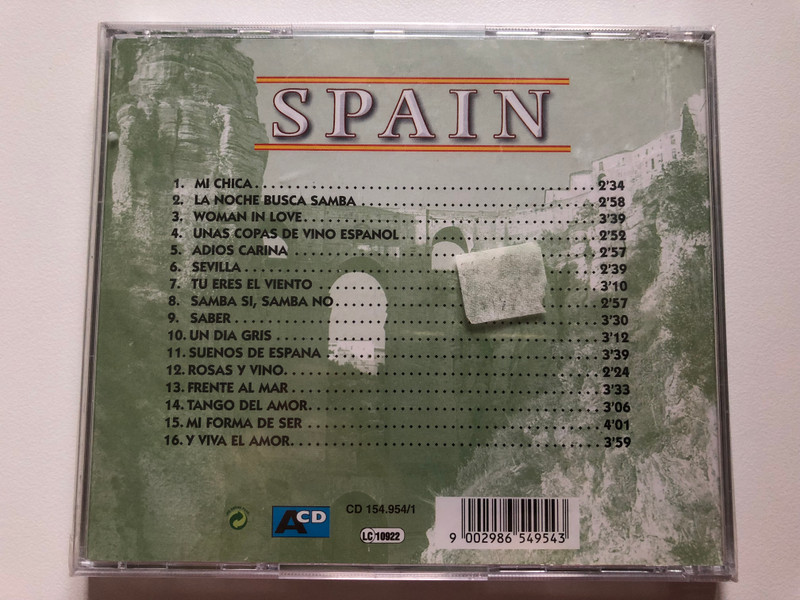 SPAIN
1. MI CHICA 2'34
2. LA NOCHE BUSCA SAMBA 2'58
3. WOMAN IN LOVE 3'39
4. UNAS COPAS DE VINO ESPANOL 2'52
5. ADIOS CARINA 2'57
6. SEVILLA 2'39
7. TU ERES EL VIENTO 3'10
8. SAMBA SI, SAMBA NO 2'57
9. SABER 3'30
10. UN DIA GRIS 3'12
11. SUENOS DE ESPANA 3'39
12. ROSAS Y VINO 2'24
13. FRENTE AL MAR 3'33
14. TANGO DEL AMOR 3'06
15. MI FORMA DE SER 4'01
16. Y VIVA EL AMOR 3'59
ACD
CD 154.954/1
LC 10922
9 002986 549543